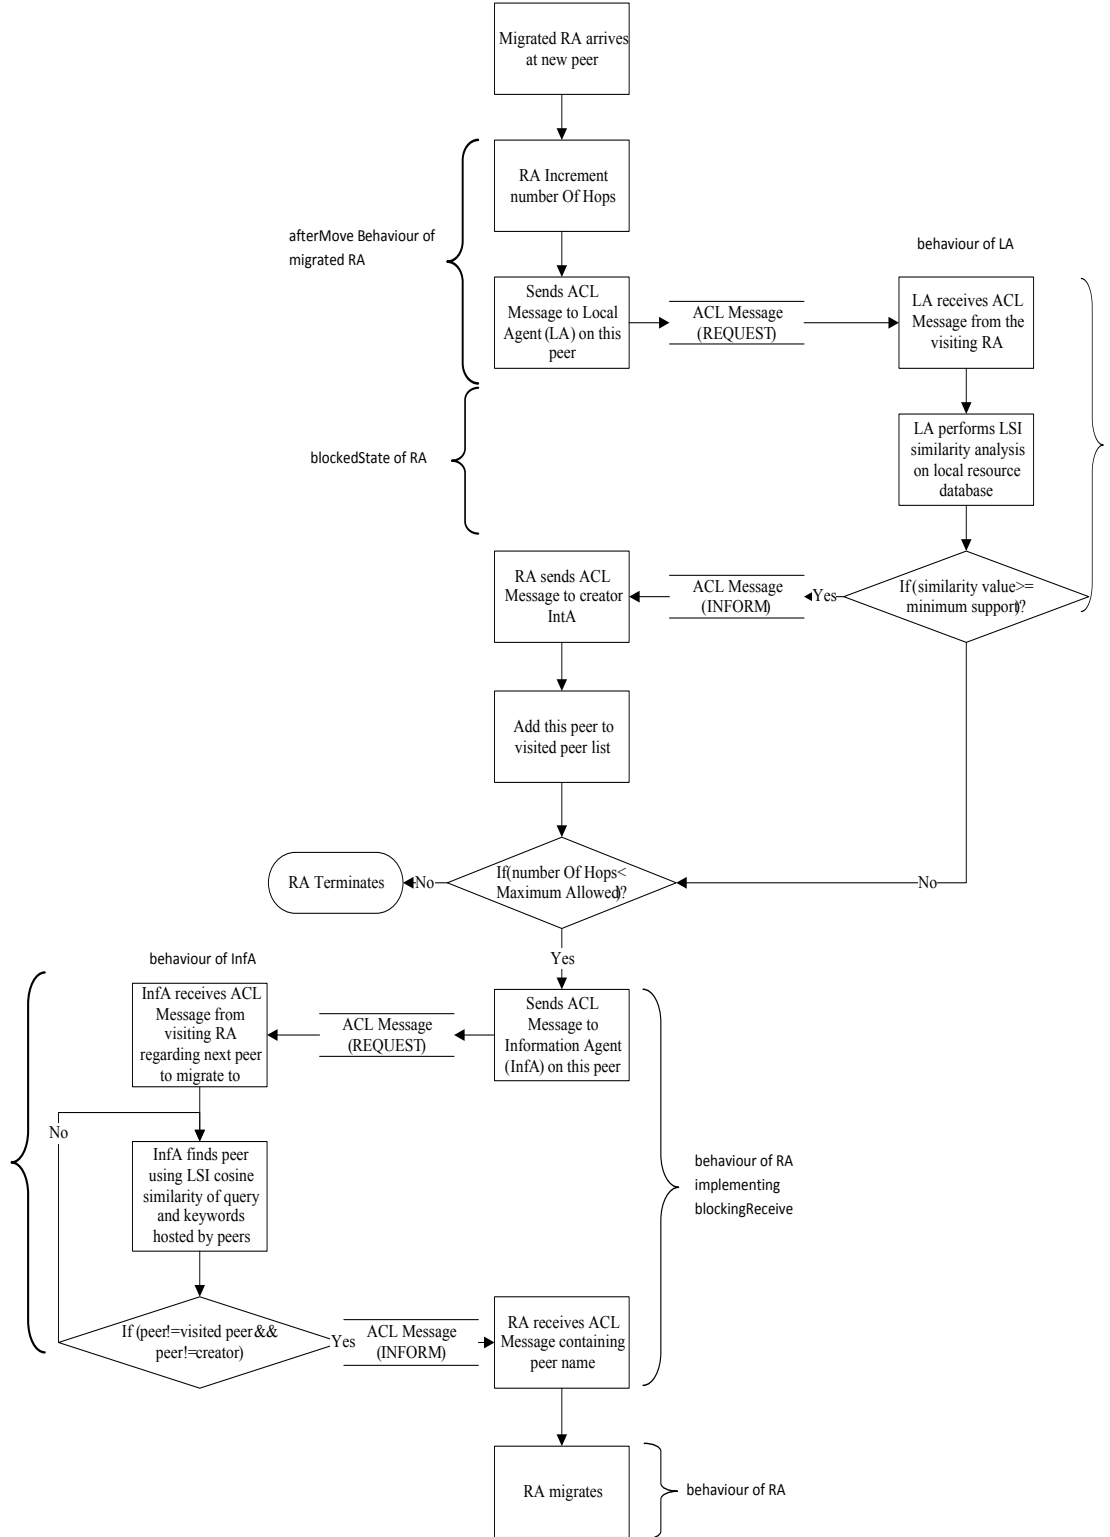 Migrated RA arrives
at new peer
RA Increment
number Of Hops
afterMove Behaviour of
migrated RA
behaviour of LA
Sends ACL
Message to Local
Agent (LA) on this
peer
ACL Message
(REQUEST)
LA receives ACL
Message from the
visiting RA
LA performs LSI
similarity analysis
on local resource
database
blockedState of RA
RA sends ACL
Message to creator
IntA
ACL Message
(INFORM)
Yes
If (similarity value>=
minimum support)?
Add this peer to
visited peer list
RA Terminates
No
If(number Of Hops<
Maximum Allowed)?
No
Yes
behaviour of InfA
InfA receives ACL
Message from
visiting RA
regarding next peer
to migrate to
ACL Message
(REQUEST)
Sends ACL
Message to
Information Agent
(InfA) on this peer
No
InfA finds peer
using LSI cosine
similarity of query
and keywords
hosted by peers
behaviour of RA
implementing
blockingReceive
If (peer!=visited peer&&
peer!=creator)
Yes
ACL Message
(INFORM)
RA receives ACL
Message containing
peer name
RA migrates
behaviour of RA